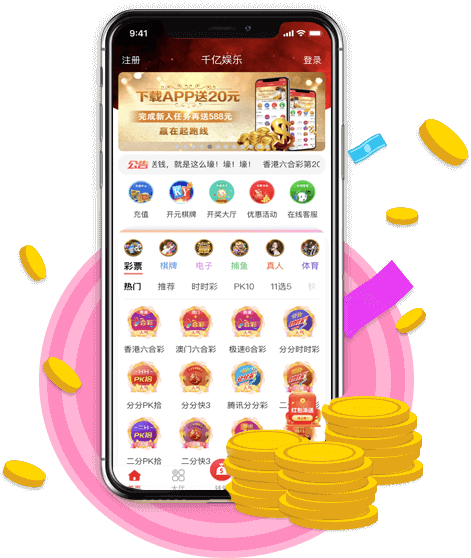 9:41
注册 千亿娱乐 登录
下载APP送20元
完成新人任务再送588元
赢在起跑线
公告 钱，就是这么壕！壕！壕！ 香港六合彩第20
充值 开元棋牌 开奖大厅 优惠活动 在线客服
彩票 棋牌 电子 捕鱼 真人 体育
热门 推荐 时时彩 PK10 11选5
香港六合彩 澳门六合彩 极速6合彩 分分时时彩
分分PK拾 分分快3 腾讯分分彩 二分
二分PK拾 二分快3
大厅